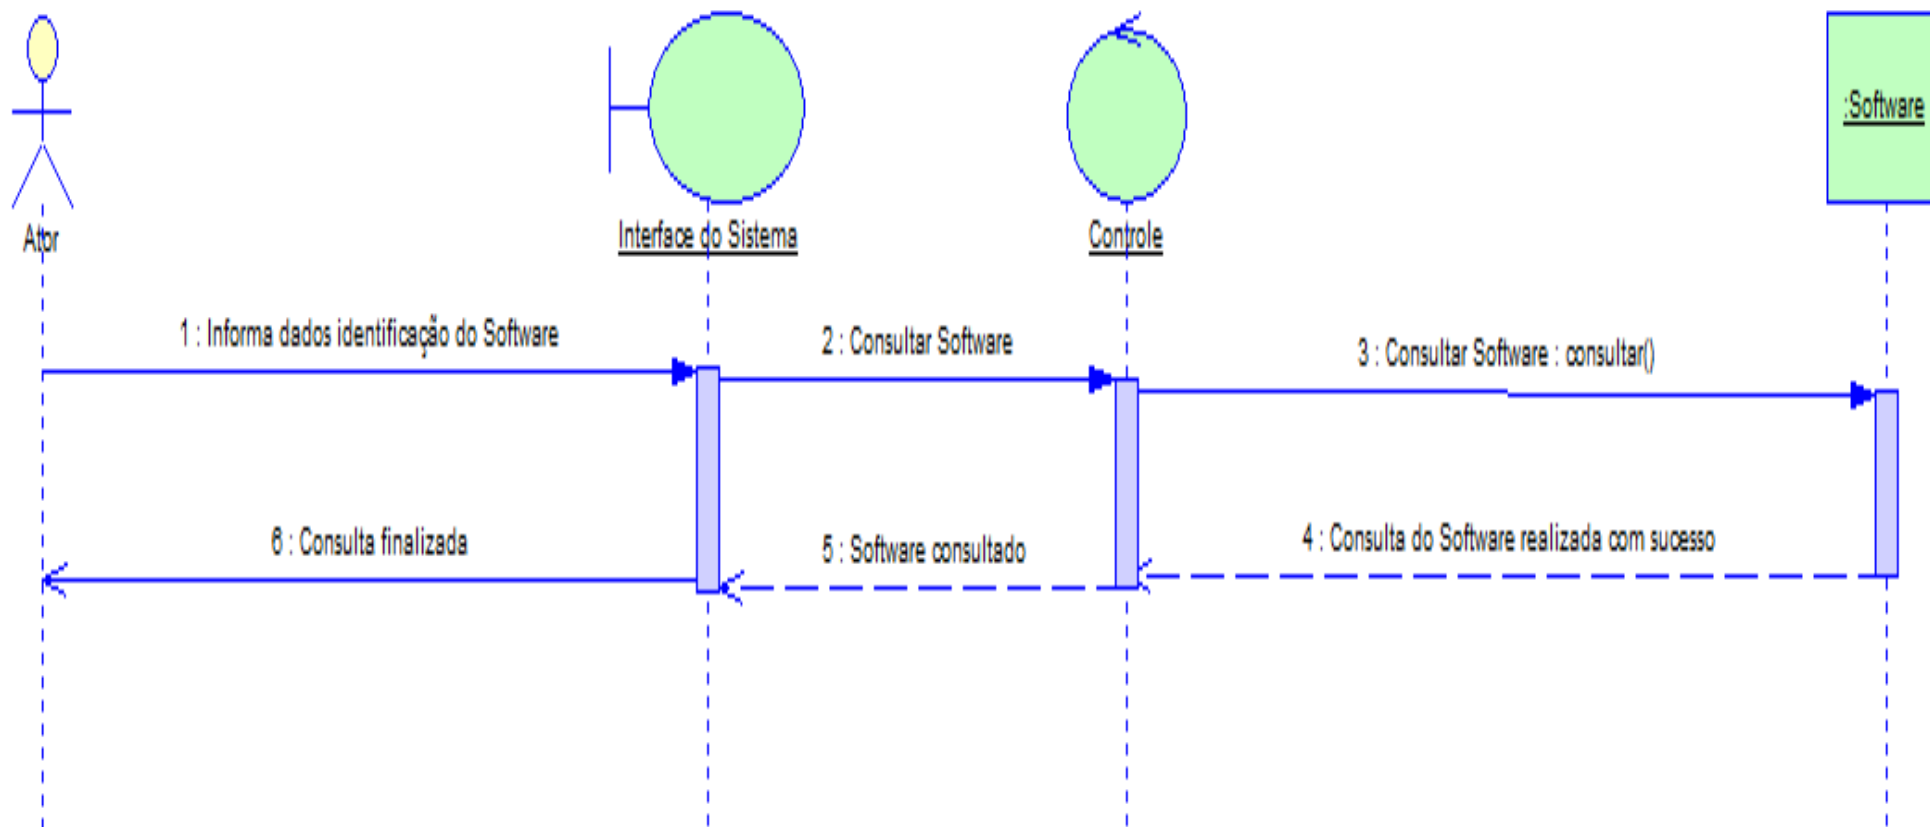 :Software
Ator
Interface do Sistema
Controle
1 : Informa dados identificação do Software
2 : Consultar Software
3 : Consultar Software : consultar()
6 : Consulta finalizada
5 : Software consultado
4 : Consulta do Software realizada com sucesso